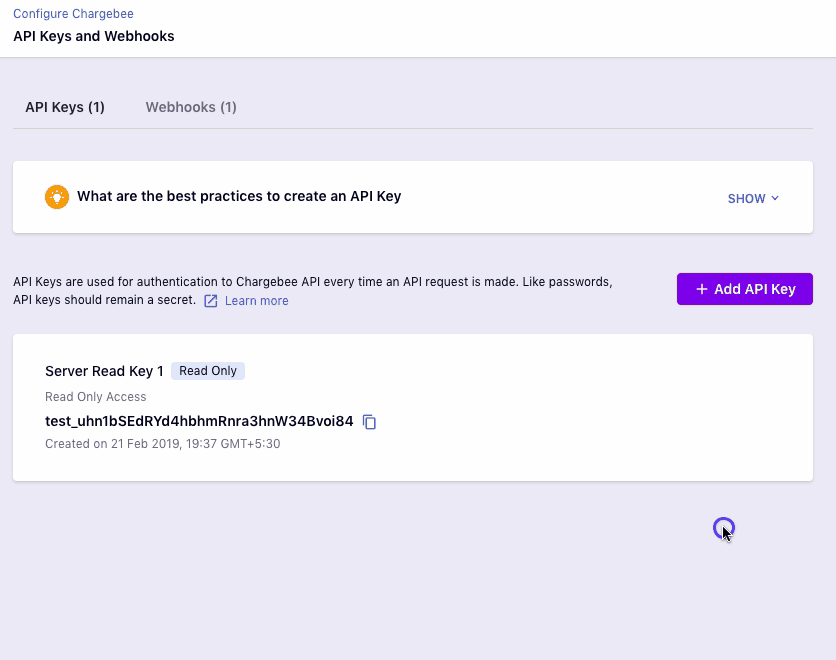 Configure Chargebee
API Keys and Webhooks
API Keys (1)
Webhooks (1)
What are the best practices to create an API Key
SHOW
API Keys are used for authentication to Chargebee API every time an API request is made. Like passwords,
API keys should remain a secret. Learn more
+ Add API Key
Server Read Key 1 Read Only
Read Only Access
test_uhn1bSEdRYd4hbhmRnra3hnW34Bvoi84
Created on 21 Feb 2019, 19:37 GMT+5:30